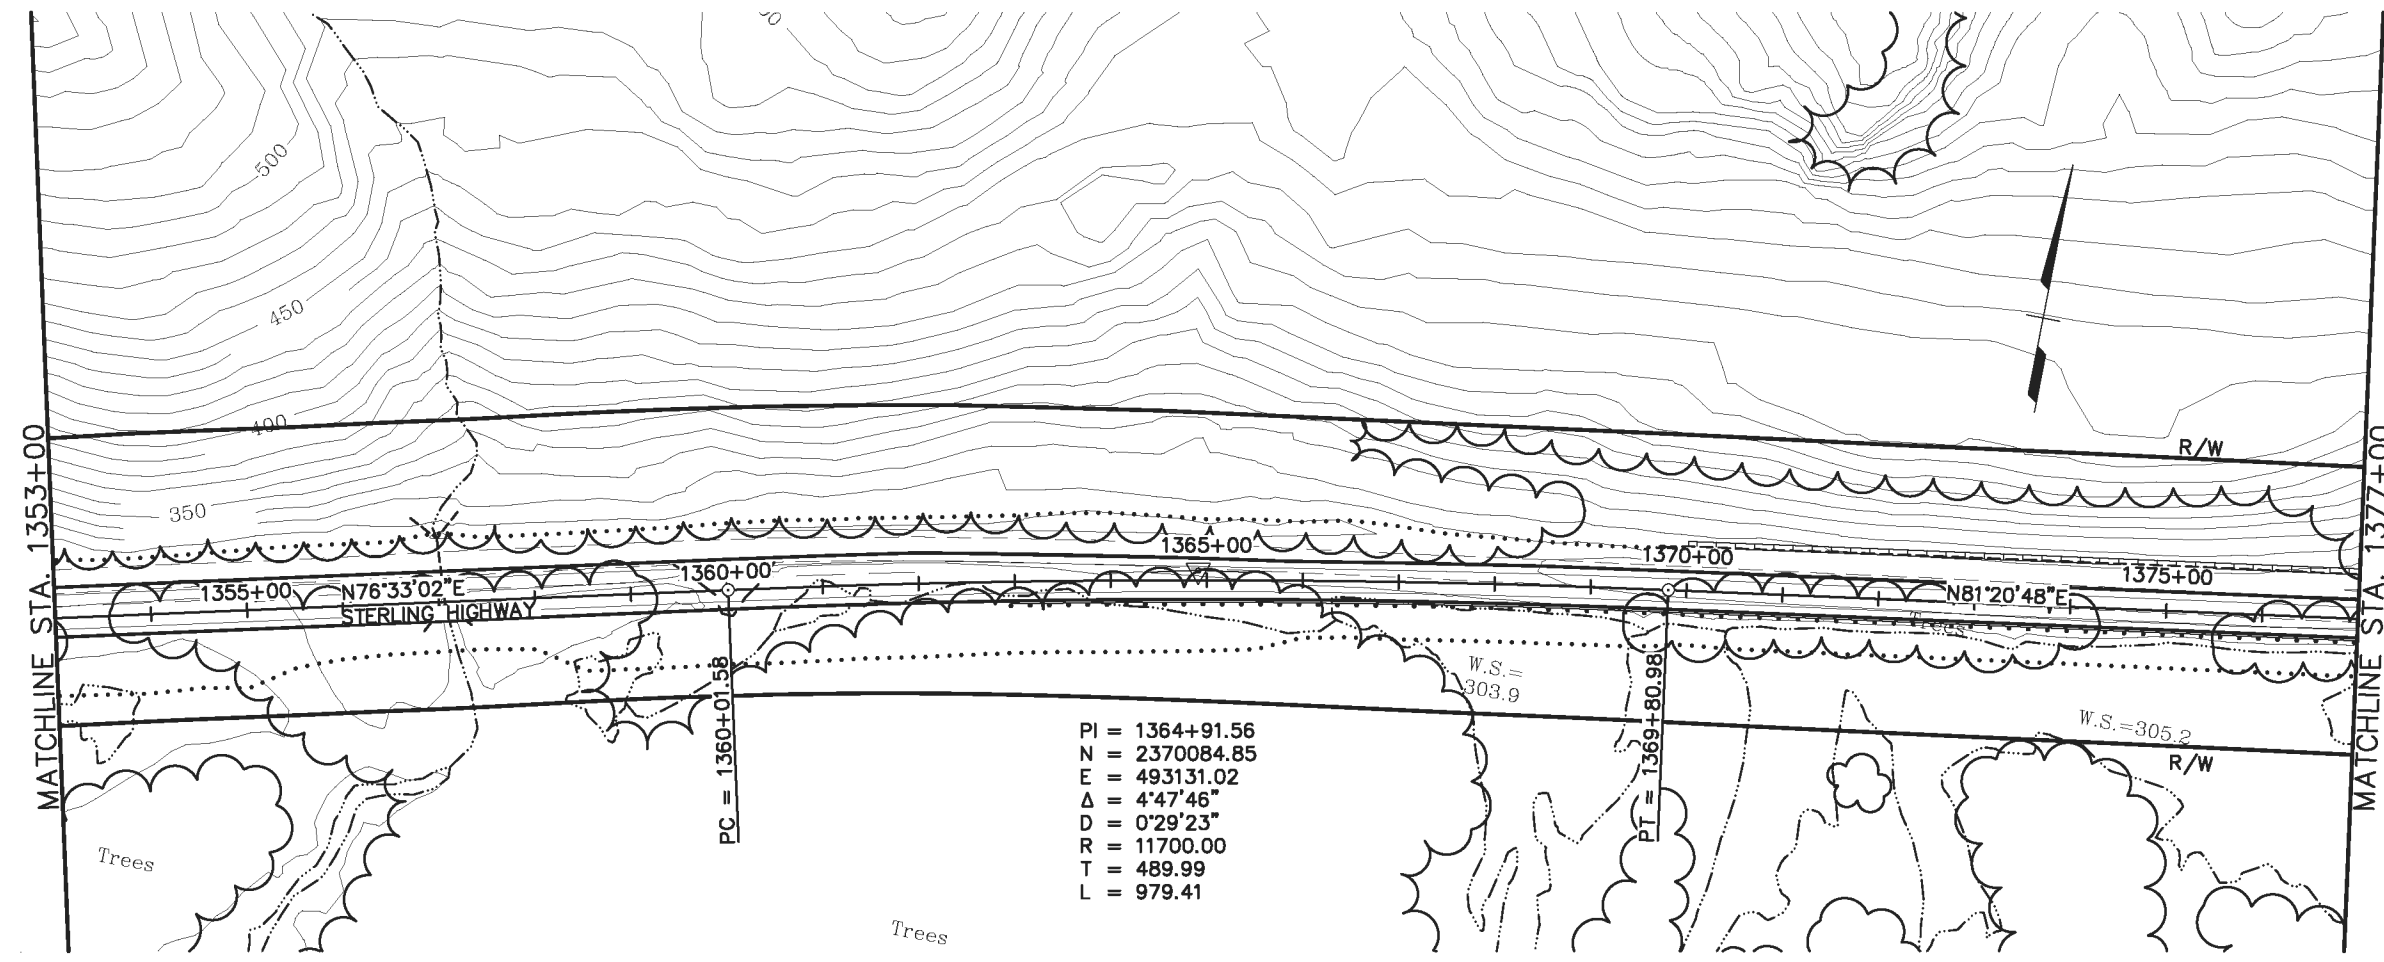 500
450
400
350
MATCHLINE STA. 1353+00
MATCHLINE STA. 1377+00
R/W
1355+00
N76°33'02"E
STERLING HIGHWAY
1360+00
1365+00
1370+00
1375+00
N81°20'48"E
Trees
W.S.=
303.9
W.S.=305.2
R/W
PC = 1360+01.58
PT = 1369+80.98
PI = 1364+91.56
N = 2370084.85
E = 493131.02
Δ = 4°47'46"
D = 0°29'23"
R = 11700.00
T = 489.99
L = 979.41
Trees
Trees